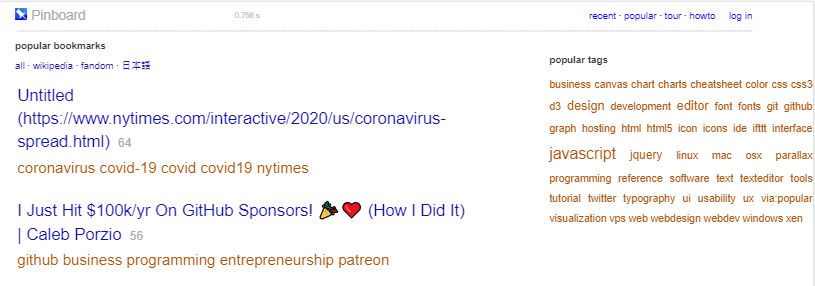 Pinboard 0.756 s recent · popular · tour · howto log in
popular bookmarks
all · wikipedia · fandom · 日本語
Untitled
(https://www.nytimes.com/interactive/2020/us/coronavirus-
spread.html) 64
coronavirus covid-19 covid covid19 nytimes
I Just Hit $100k/yr On GitHub Sponsors! 🎉❤️ (How I Did It)
| Caleb Porzio 56
github business programming entrepreneurship patreon
popular tags
business canvas chart charts cheatsheet color css css3
d3 design development editor font fonts git github
graph hosting html html5 icon icons ide ifttt interface
javascript jquery linux mac osx parallax
programming reference software text texteditor tools
tutorial twitter typography ui usability ux via:popular
visualization vps web webdesign webdev windows xen